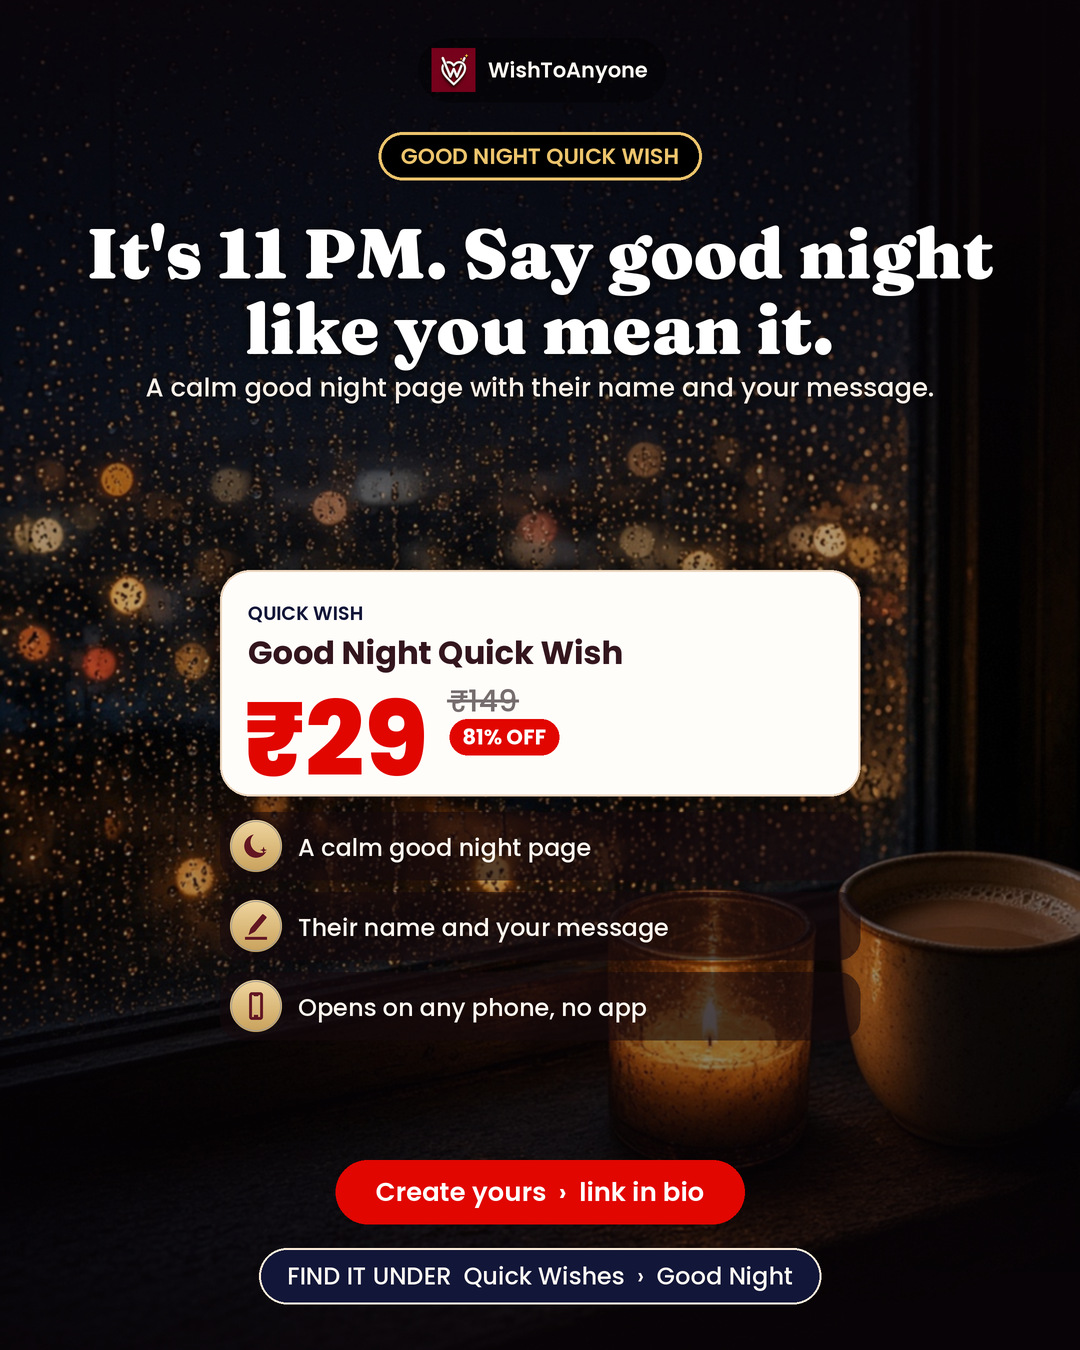 WishToAnyone
GOOD NIGHT QUICK WISH
It's 11 PM. Say good night
like you mean it.
A calm good night page with their name and your message.
QUICK WISH
Good Night Quick Wish
₹29
₹149
81% OFF
A calm good night page
Their name and your message
Opens on any phone, no app
Create yours › link in bio
FIND IT UNDER Quick Wishes › Good Night